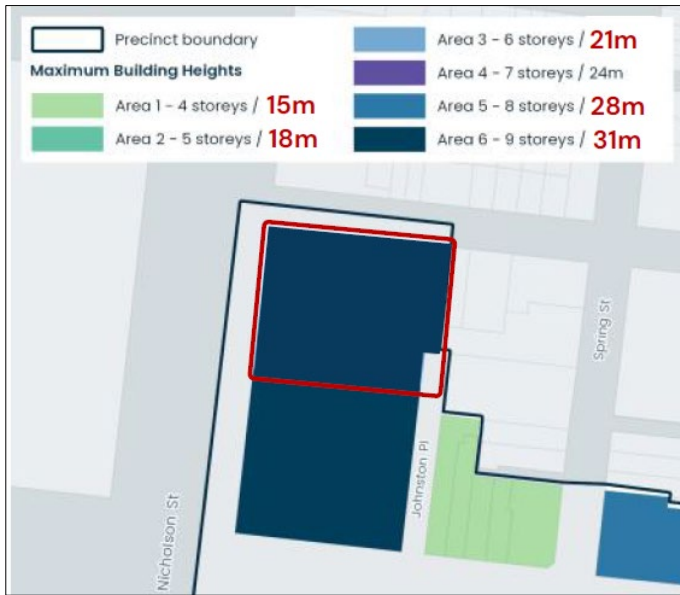 Precinct boundary
Maximum Building Heights
Area 1 - 4 storeys / 15m
Area 2 - 5 storeys / 18m
Area 3 - 6 storeys / 21m
Area 4 - 7 storeys / 24m
Area 5 - 8 storeys / 28m
Area 6 - 9 storeys / 31m
Spring St
Johnston Pl
Nicholson St